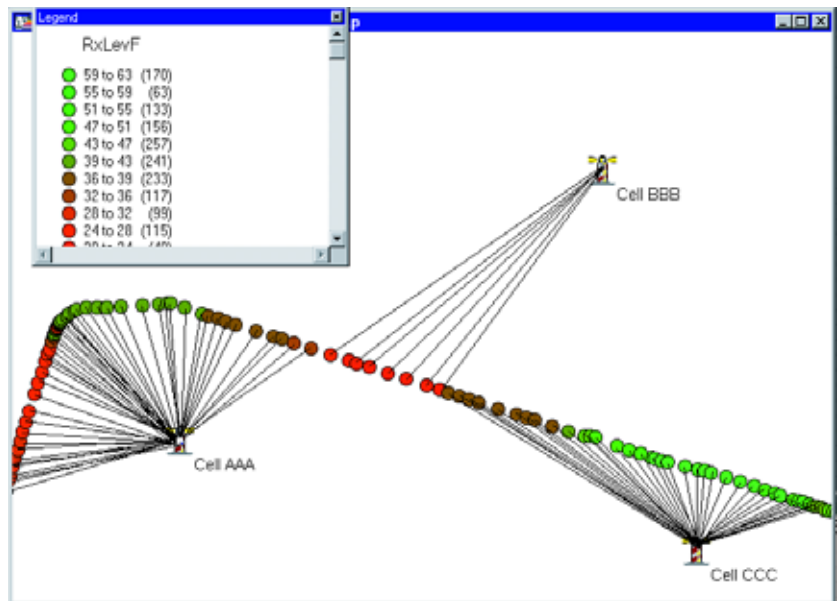 Legend
p
RxLevF
59 to 63 (170)
55 to 59 (63)
51 to 55 (133)
47 to 51 (156)
43 to 47 (257)
39 to 43 (241)
36 to 39 (233)
32 to 36 (117)
28 to 32 (99)
24 to 28 (115)
Cell BBB
Cell AAA
Cell CCC